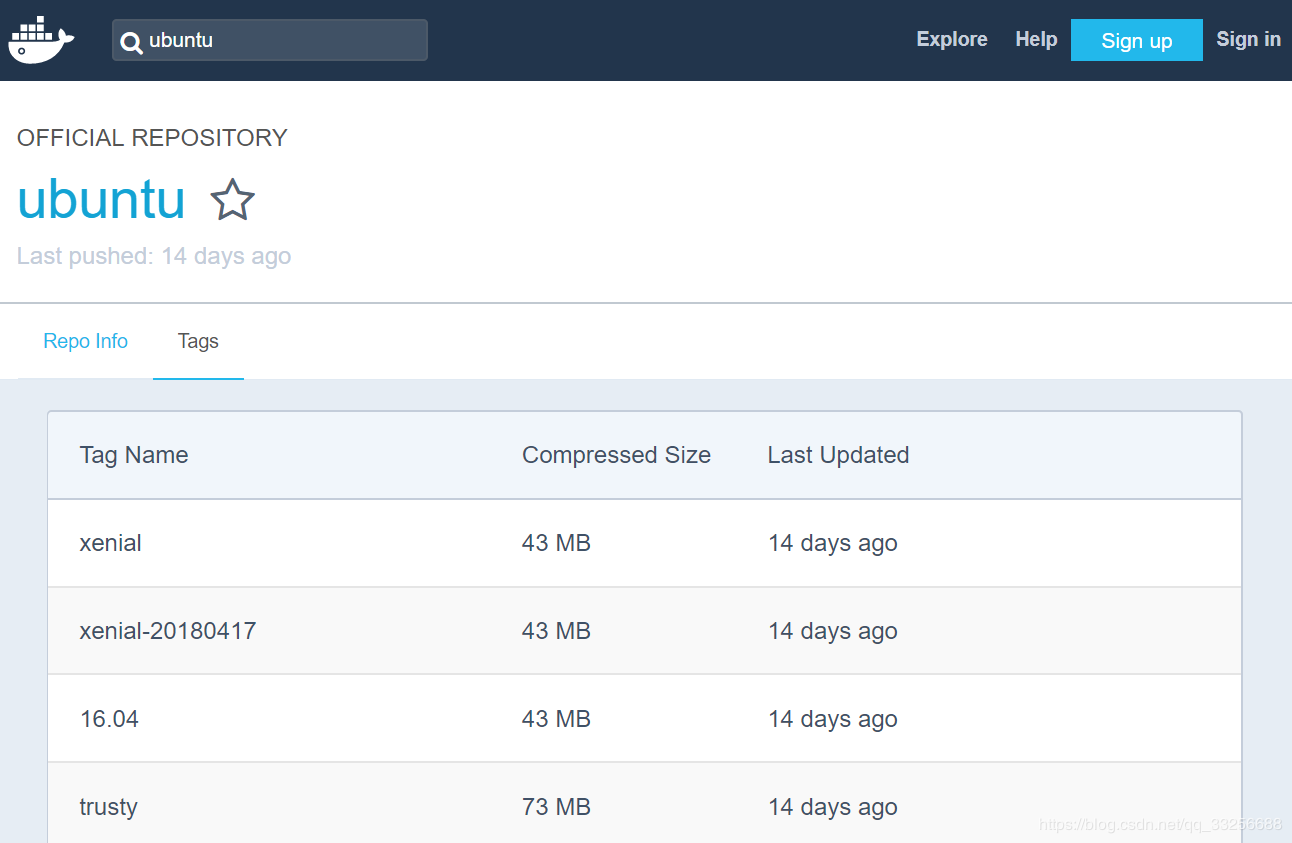 ubuntu
Explore Help Sign up Sign in
OFFICIAL REPOSITORY
ubuntu
Last pushed: 14 days ago
Repo Info Tags
Tag Name Compressed Size Last Updated
xenial 43 MB 14 days ago
xenial-20180417 43 MB 14 days ago
16.04 43 MB 14 days ago
trusty 73 MB 14 days ago
https://blog.csdn.net/qq_33256688